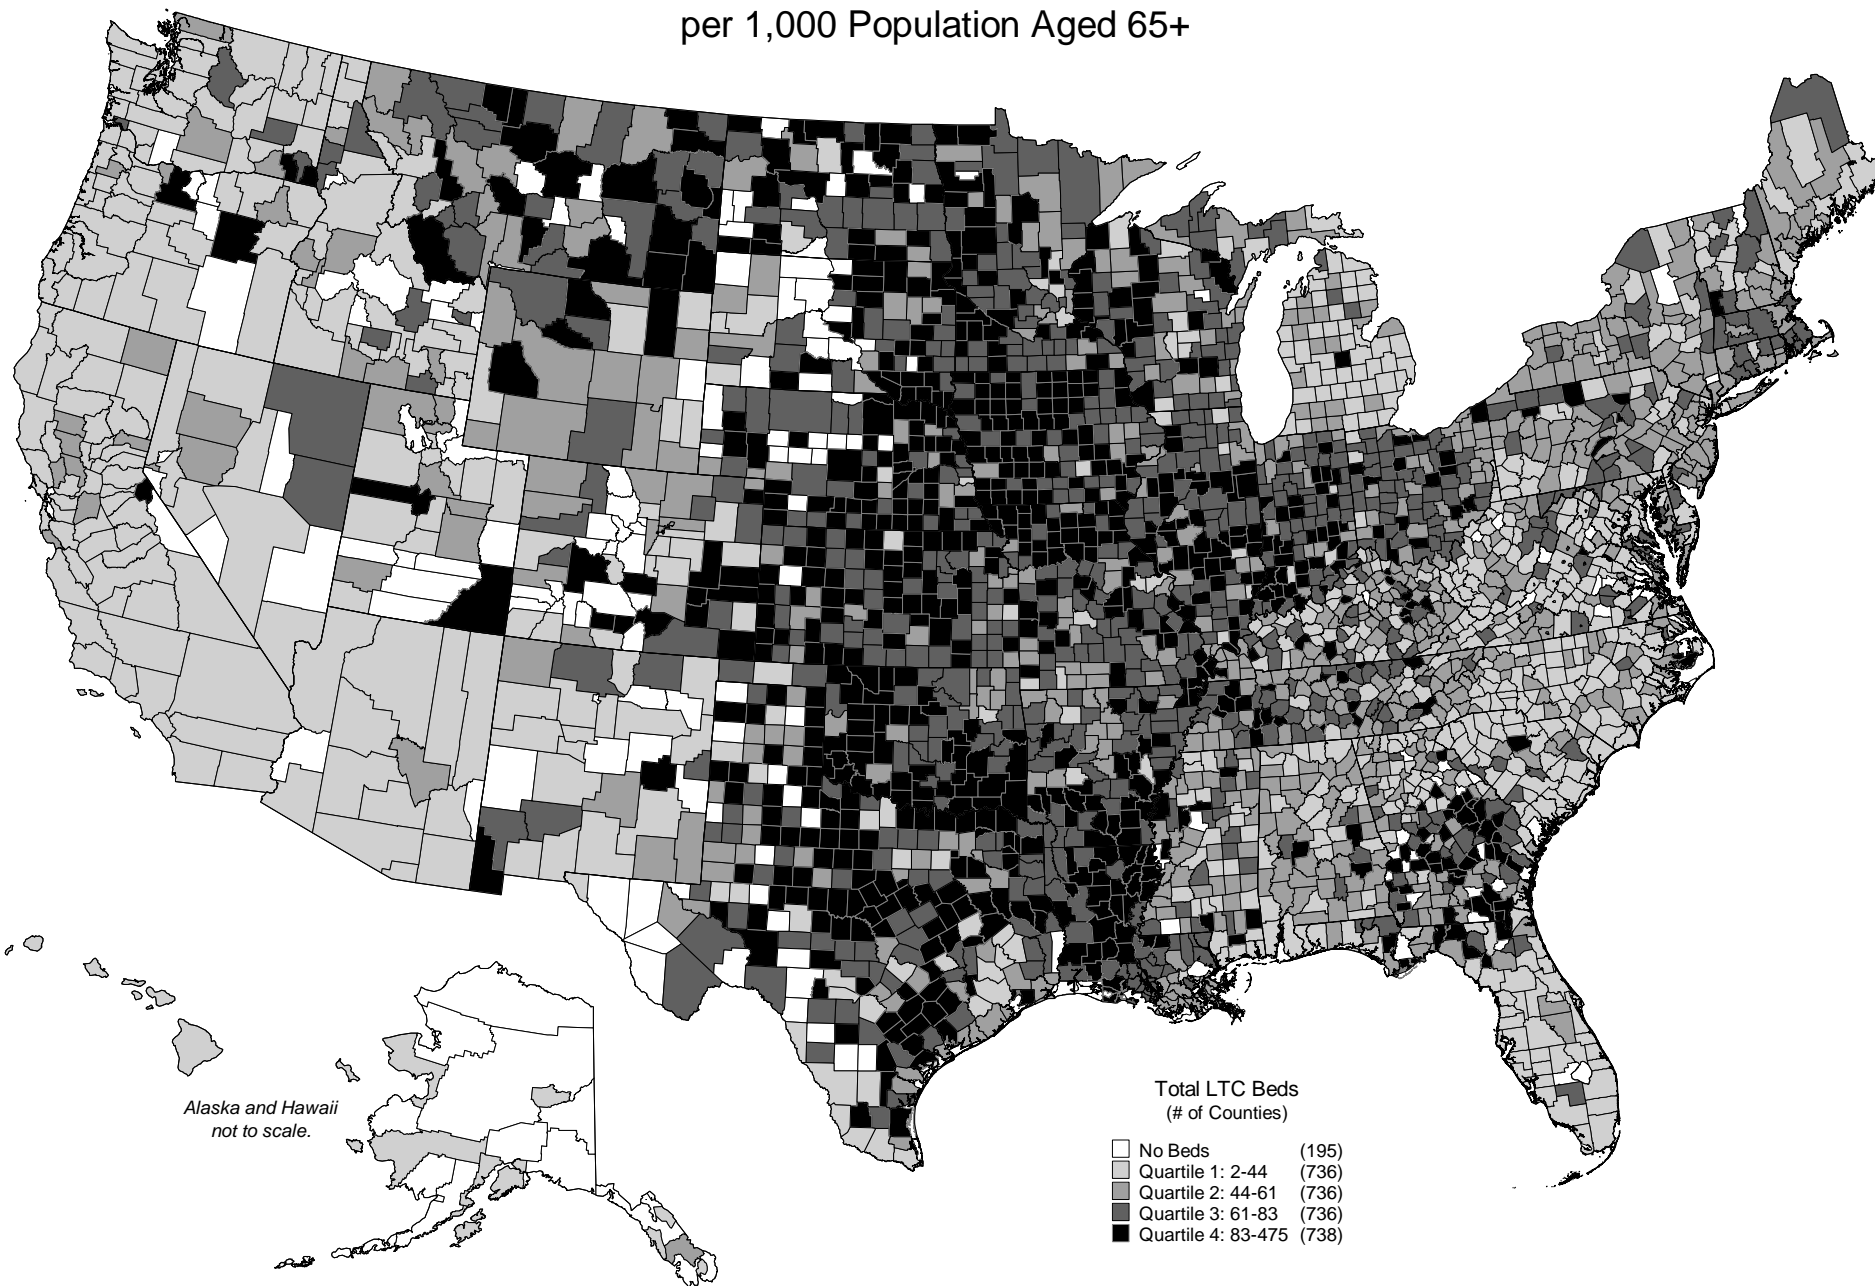 per 1,000 Population Aged 65+
Alaska and Hawaii
not to scale.
Total LTC Beds
(# of Counties)
No Beds (195)
Quartile 1: 2-44 (736)
Quartile 2: 44-61 (736)
Quartile 3: 61-83 (736)
Quartile 4: 83-475 (738)